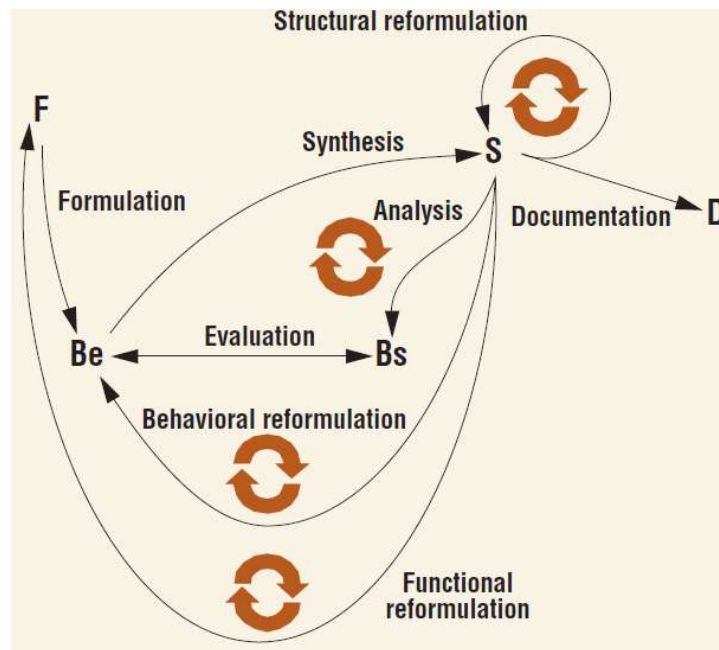 Structural reformulation
F
Synthesis
S
Formulation
Analysis
Documentation
D
Be
Evaluation
Bs
Behavioral reformulation
Functional
reformulation